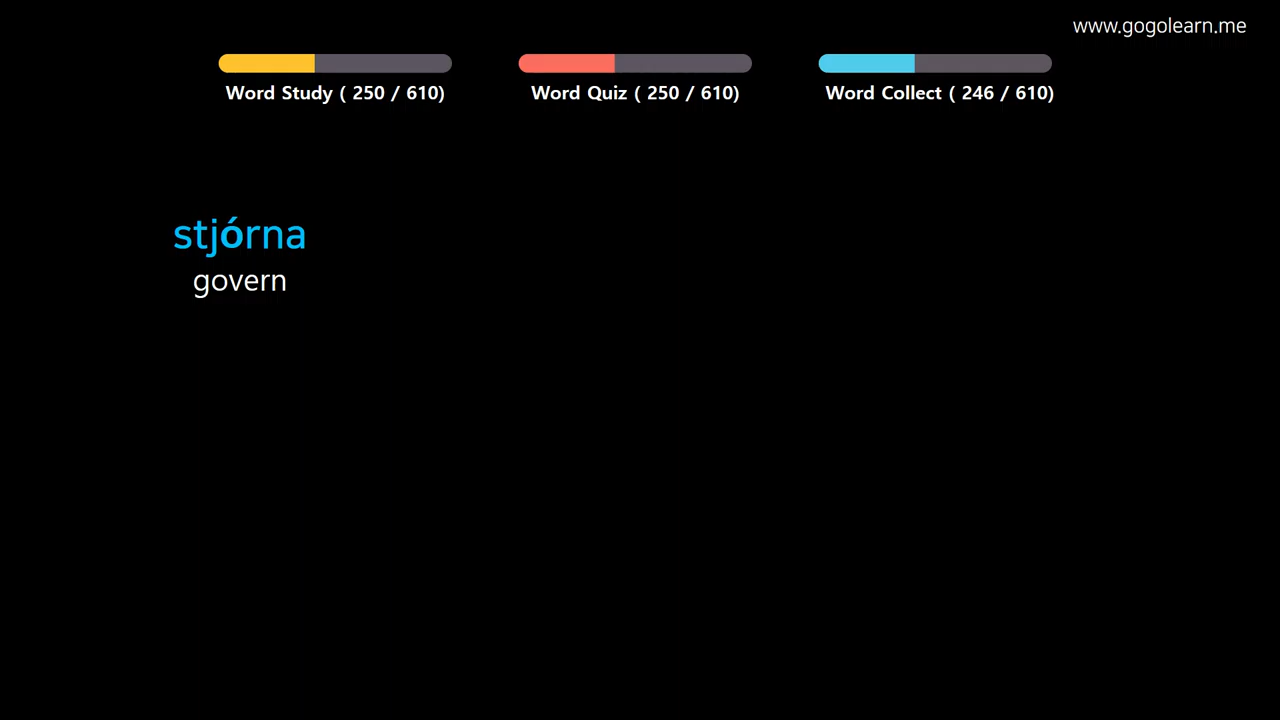 www.gogolearn.me
Word Study ( 250 / 610)
Word Quiz ( 250 / 610)
Word Collect ( 246 / 610)
stjórna
govern